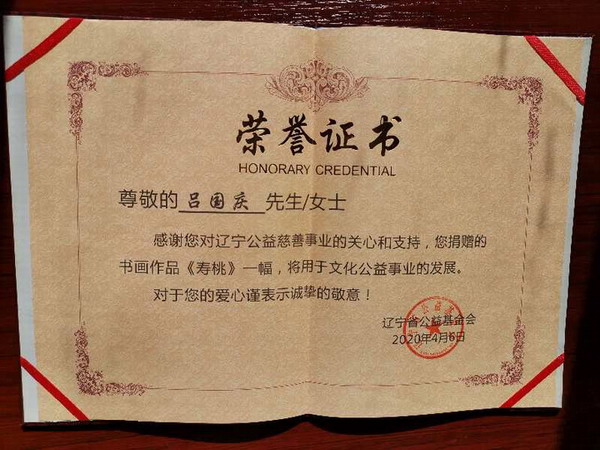 荣誉证书
HONORARY CREDENTIAL
尊敬的 吕国庆 先生/女士
感谢您对辽宁公益慈善事业的关心和支持，您捐赠的
书画作品《寿桃》一幅，将用于文化公益事业的发展。
对于您的爱心谨表示诚挚的敬意！
辽宁省公益基金会
2020年4月6日